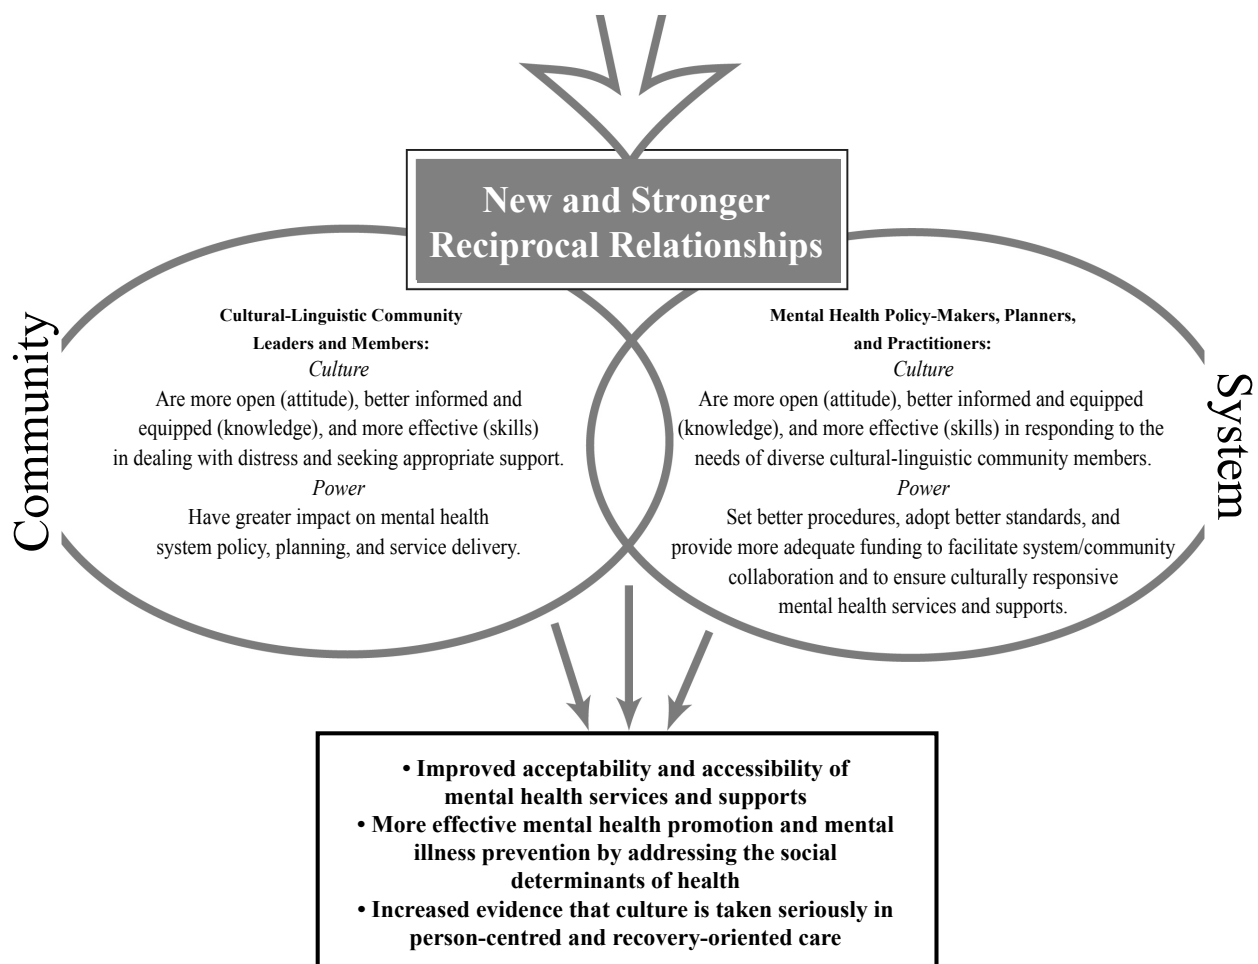 New and Stronger
Reciprocal Relationships
Community
Cultural-Linguistic Community
Leaders and Members:
Culture
Are more open (attitude), better informed and
equipped (knowledge), and more effective (skills)
in dealing with distress and seeking appropriate support.
Power
Have greater impact on mental health
system policy, planning, and service delivery.
Mental Health Policy-Makers, Planners,
and Practitioners:
Culture
Are more open (attitude), better informed and equipped
(knowledge), and more effective (skills) in responding to the
needs of diverse cultural-linguistic community members.
Power
Set better procedures, adopt better standards, and
provide more adequate funding to facilitate system/community
collaboration and to ensure culturally responsive
mental health services and supports.
System
• Improved acceptability and accessibility of
mental health services and supports
• More effective mental health promotion and mental
illness prevention by addressing the social
determinants of health
• Increased evidence that culture is taken seriously in
person-centred and recovery-oriented care